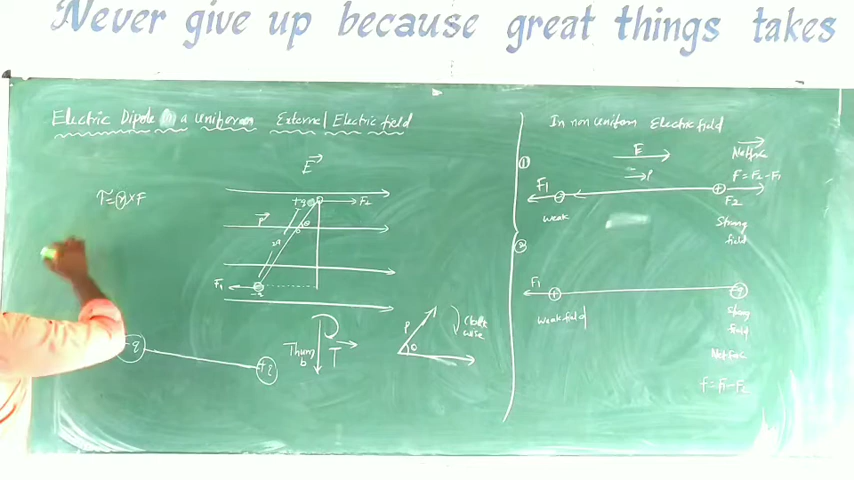 Never give up because great things takes
Electric Dipole in a uniform External Electric field
E
τ = r × F
+q
F2
P
θ
2a
F1
-q
-q
+q
Thumb
T
P
θ
Clock
wise
In non uniform Electric field
①
E
P
Net force
F = F2 - F1
F1
-
+
F2
weak
Strong
field
②
F1
+
weak field
Strong
field
Net force
f = F1 - F2